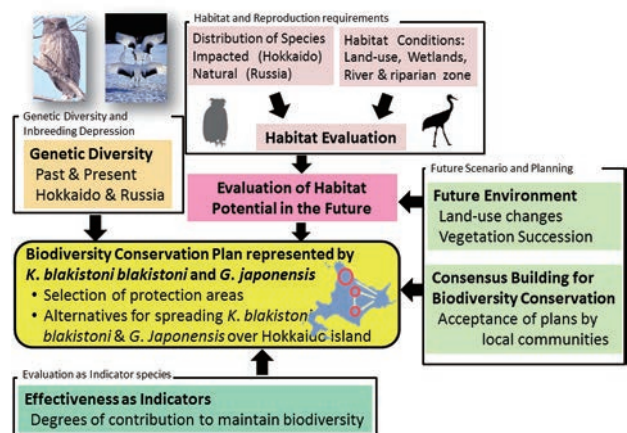 Habitat and Reproduction requirements
Distribution of Species
Impacted (Hokkaido)
Natural (Russia)
Habitat Conditions:
Land-use, Wetlands,
River & riparian zone
Habitat Evaluation
Genetic Diversity and
Inbreeding Depression
Genetic Diversity
Past & Present
Hokkaido & Russia
Evaluation of Habitat
Potential in the Future
Future Scenario and Planning
Future Environment
Land-use changes
Vegetation Succession
Consensus Building for
Biodiversity Conservation
Acceptance of plans by
local communities
Biodiversity Conservation Plan represented by
K. blakistoni blakistoni and G. japonensis
• Selection of protection areas
• Alternatives for spreading K. blakistoni
blakistoni & G. Japonensis over Hokkaido island
Evaluation as Indicator species
Effectiveness as Indicators
Degrees of contribution to maintain biodiversity